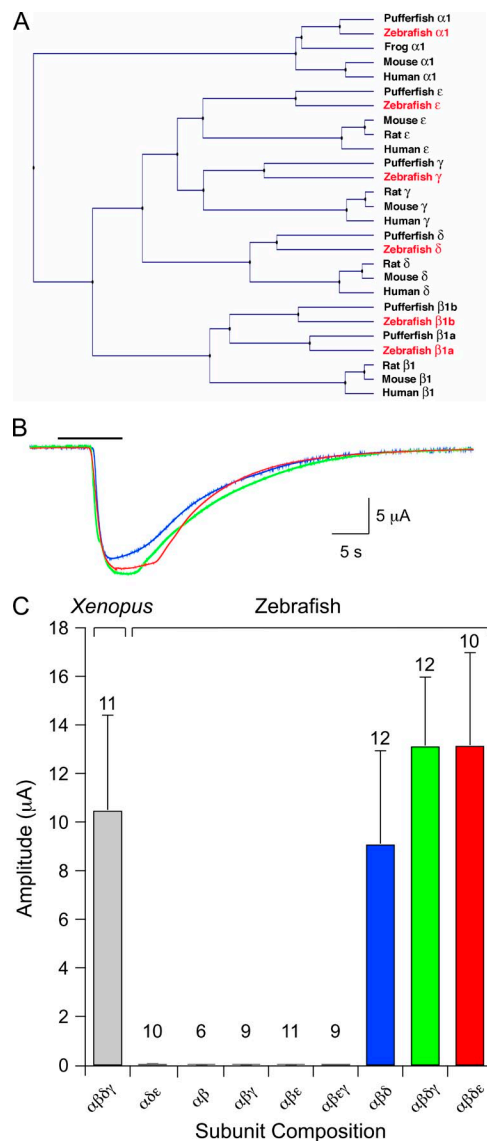 A
Pufferfish α1
Zebrafish α1
Frog α1
Mouse α1
Human α1
Pufferfish ε
Zebrafish ε
Mouse ε
Rat ε
Human ε
Pufferfish γ
Zebrafish γ
Rat γ
Mouse γ
Human γ
Pufferfish δ
Zebrafish δ
Rat δ
Mouse δ
Human δ
Pufferfish β1b
Zebrafish β1b
Pufferfish β1a
Zebrafish β1a
Rat β1
Mouse β1
Human β1
B
5 μA
5 s
C
Xenopus Zebrafish
18
16
14
12
10
8
6
4
2
0
Amplitude (μA)
11
10
6
9
11
9
12
12
10
αβδγ
αδε
αβ
αβγ
αβε
αβεγ
αβδ
αβδγ
αβδε
Subunit Composition